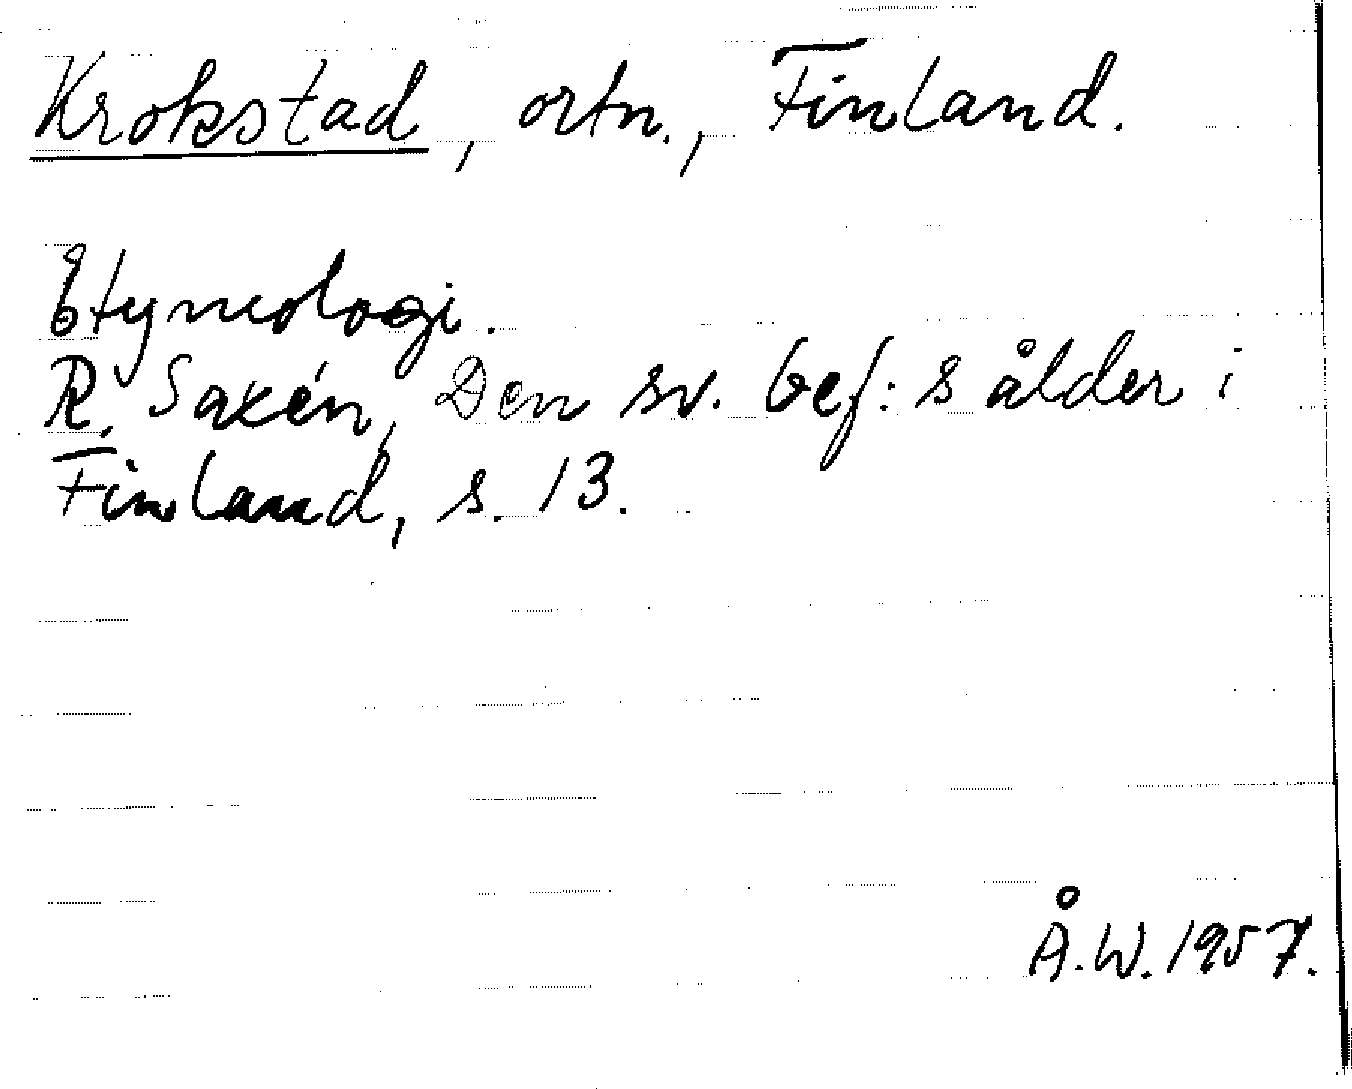 Krokstad, ortn., Finland.
Etymologi.
R. Saxén, Den sv. bef:s ålder i
Finland, s. 13.
Å.W. 1957.